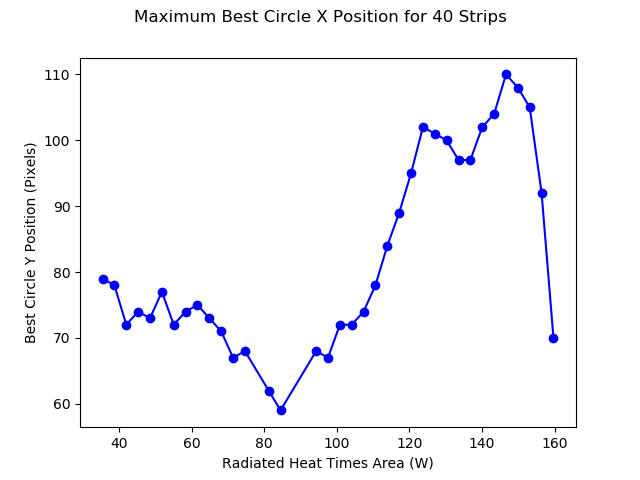 Maximum Best Circle X Position for 40 Strips
Best Circle Y Position (Pixels)
110
100
90
80
70
60
40 60 80 100 120 140 160
Radiated Heat Times Area (W)